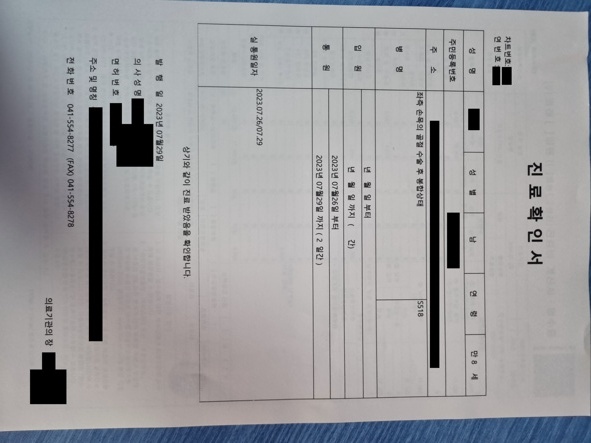 차트번호
연 번 호
진 료 확 인 서
성 명
성 별 남
연 령 만 8 세
주민등록번호
주 소
병 명 좌측 손목의 골절 수술 후 봉합상태 S518
입 원 년 월 일 부터
년 월 일 까지 ( 간)
통 원 2023년 07월26일 부터
2023년 07월29일 까지 ( 2 일간 )
실 통원일자 2023.07.26/07.29
상기와 같이 진료 받았음을 확인합니다.
발 행 일 2023년 07월29일
의 사 성 명
면 허 번 호
주소 및 명칭
전 화 번 호 041-554-8277 (FAX) 041-554-8278
의료기관의 장